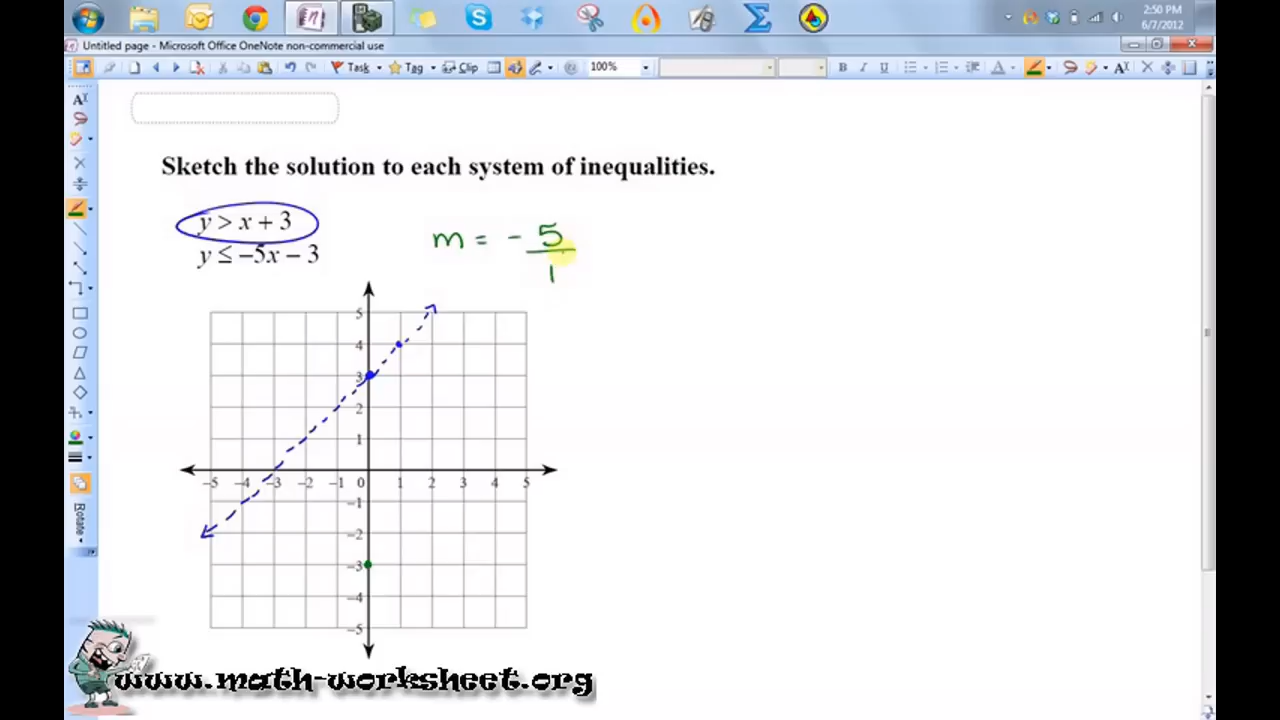 2:50 PM
6/7/2012
Untitled page - Microsoft Office OneNote non-commercial use
Task Tag Clip 100% B I U
Sketch the solution to each system of inequalities.
y > x + 3
y ≤ –5x – 3
m = - 5
1
5
4
3
2
1
–5 –4 –3 –2 –1 0 1 2 3 4 5
–1
–2
–3
–4
–5
Rotate
www.math-worksheet.org